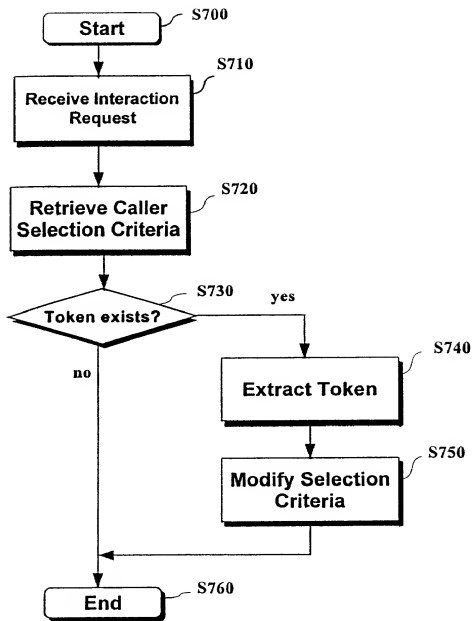 Start
S700
S710
Receive Interaction
Request
S720
Retrieve Caller
Selection Criteria
S730
Token exists?
yes
no
S740
Extract Token
S750
Modify Selection
Criteria
S760
End